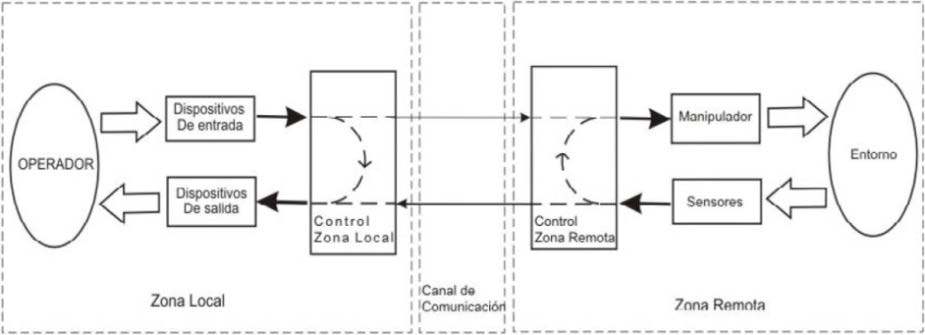 OPERADOR
Dispositivos
De entrada
Dispositivos
De salida
Control
Zona Local
Zona Local
Canal de
Comunicación
Control
Zona Remota
Manipulador
Sensores
Entorno
Zona Remota